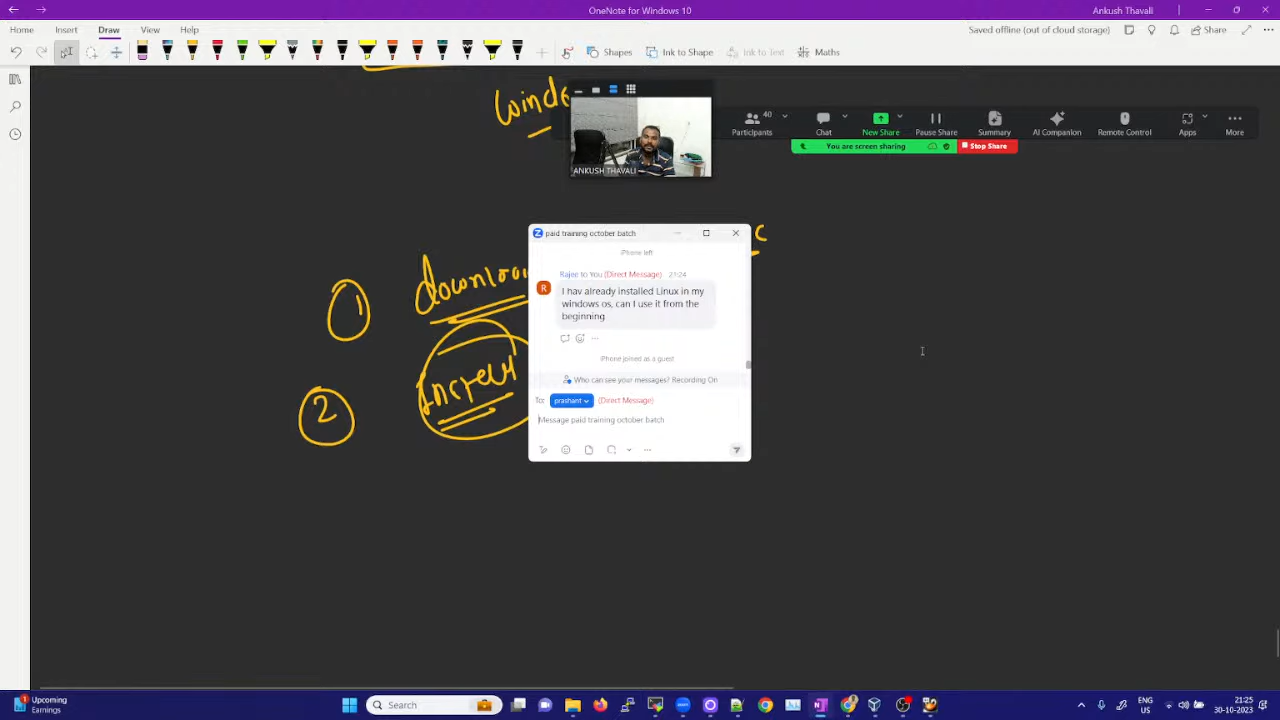 OneNote for Windows 10
Ankush Thavali
Home Insert Draw View Help
Saved offline (out of cloud storage)
Share
Shapes
Ink to Shape
Ink to Text
Maths
40
Participants
Chat
New Share
Pause Share
Summary
AI Companion
Remote Control
Apps
More
You are screen sharing
Stop Share
ANKUSH THAVALI
paid training october batch
iPhone left
Rajee to You (Direct Message) 21:24
R
I hav already installed Linux in my
windows os, can I use it from the
beginning
iPhone joined as a guest
Who can see your messages? Recording On
To: prashant (Direct Message)
Message paid training october batch
1
2
Upcoming
Earnings
Search
ENG
US
21:25
30-10-2023